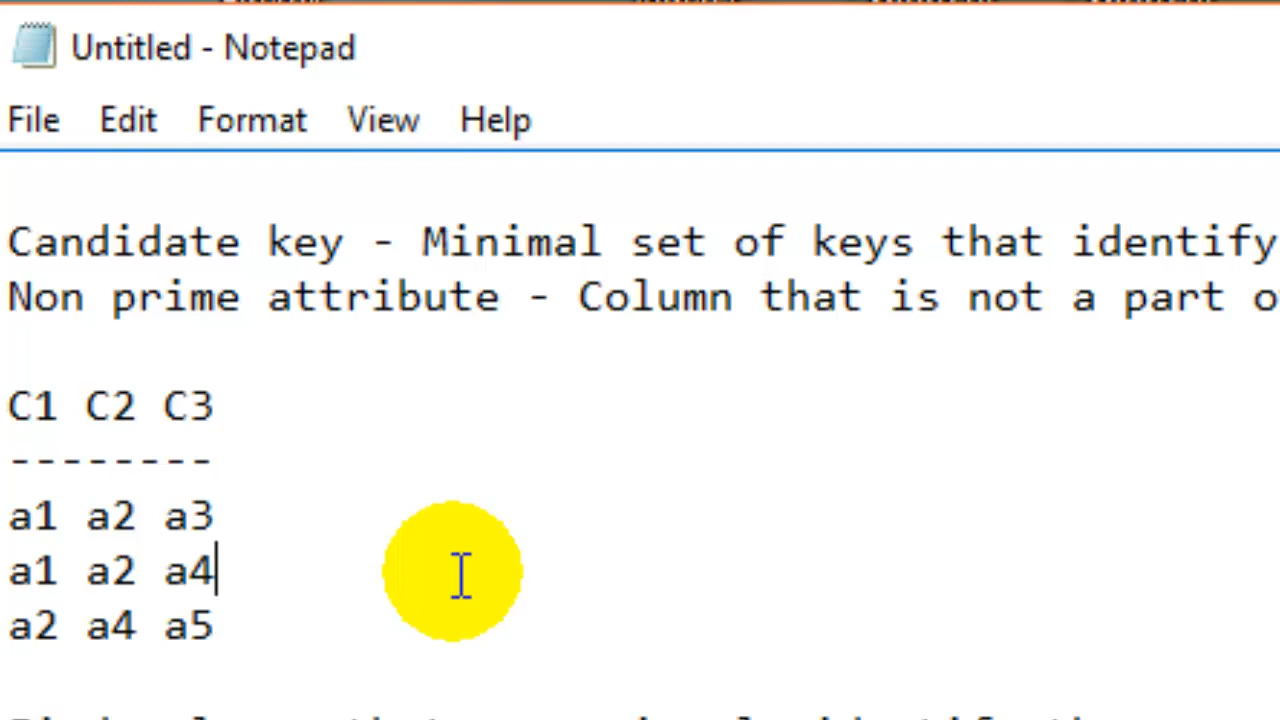 Untitled - Notepad
File Edit Format View Help
Candidate key - Minimal set of keys that identify
Non prime attribute - Column that is not a part
C1 C2 C3
--------
a1 a2 a3
a1 a2 a4
a2 a4 a5